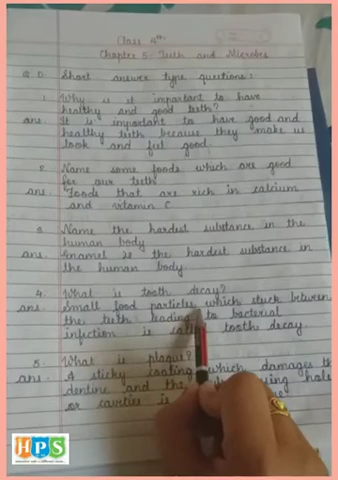 Class 4th
Chapter 5 Teeth and Microbes
Q D. Short answer type questions:
1. Why is it important to have
healthy and good teeth?
ans. It is important to have good and
healthy teeth because they make us
look and feel good.
2. Name some foods which are good
for our teeth
ans. Foods that are rich in calcium
and vitamin C
3. Name the hardest substance in the
human body
ans. Enamel is the hardest substance in
the human body.
4. What is tooth decay?
ans. Small food particles which stuck between
the teeth leading to bacterial
infection is called tooth decay.
5. What is plaque?
ans. A sticky coating which damages th
dentine and the hole
or cavities is
HPS